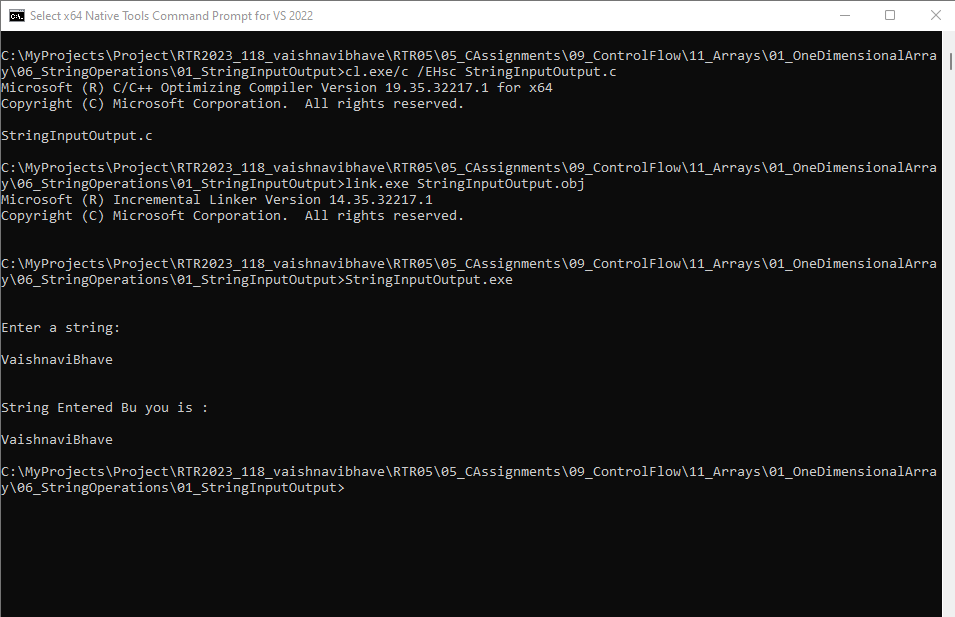 Select x64 Native Tools Command Prompt for VS 2022
C:\MyProjects\Project\RTR2023_118_vaishnavibhave\RTR05\05_CAssignments\09_ControlFlow\11_Arrays\01_OneDimensionalArra
y\06_StringOperations\01_StringInputOutput>cl.exe/c /EHsc StringInputOutput.c
Microsoft (R) C/C++ Optimizing Compiler Version 19.35.32217.1 for x64
Copyright (C) Microsoft Corporation.  All rights reserved.
StringInputOutput.c
C:\MyProjects\Project\RTR2023_118_vaishnavibhave\RTR05\05_CAssignments\09_ControlFlow\11_Arrays\01_OneDimensionalArra
y\06_StringOperations\01_StringInputOutput>link.exe StringInputOutput.obj
Microsoft (R) Incremental Linker Version 14.35.32217.1
Copyright (C) Microsoft Corporation.  All rights reserved.
C:\MyProjects\Project\RTR2023_118_vaishnavibhave\RTR05\05_CAssignments\09_ControlFlow\11_Arrays\01_OneDimensionalArra
y\06_StringOperations\01_StringInputOutput>StringInputOutput.exe
Enter a string:
VaishnaviBhave
String Entered Bu you is :
VaishnaviBhave
C:\MyProjects\Project\RTR2023_118_vaishnavibhave\RTR05\05_CAssignments\09_ControlFlow\11_Arrays\01_OneDimensionalArra
y\06_StringOperations\01_StringInputOutput>